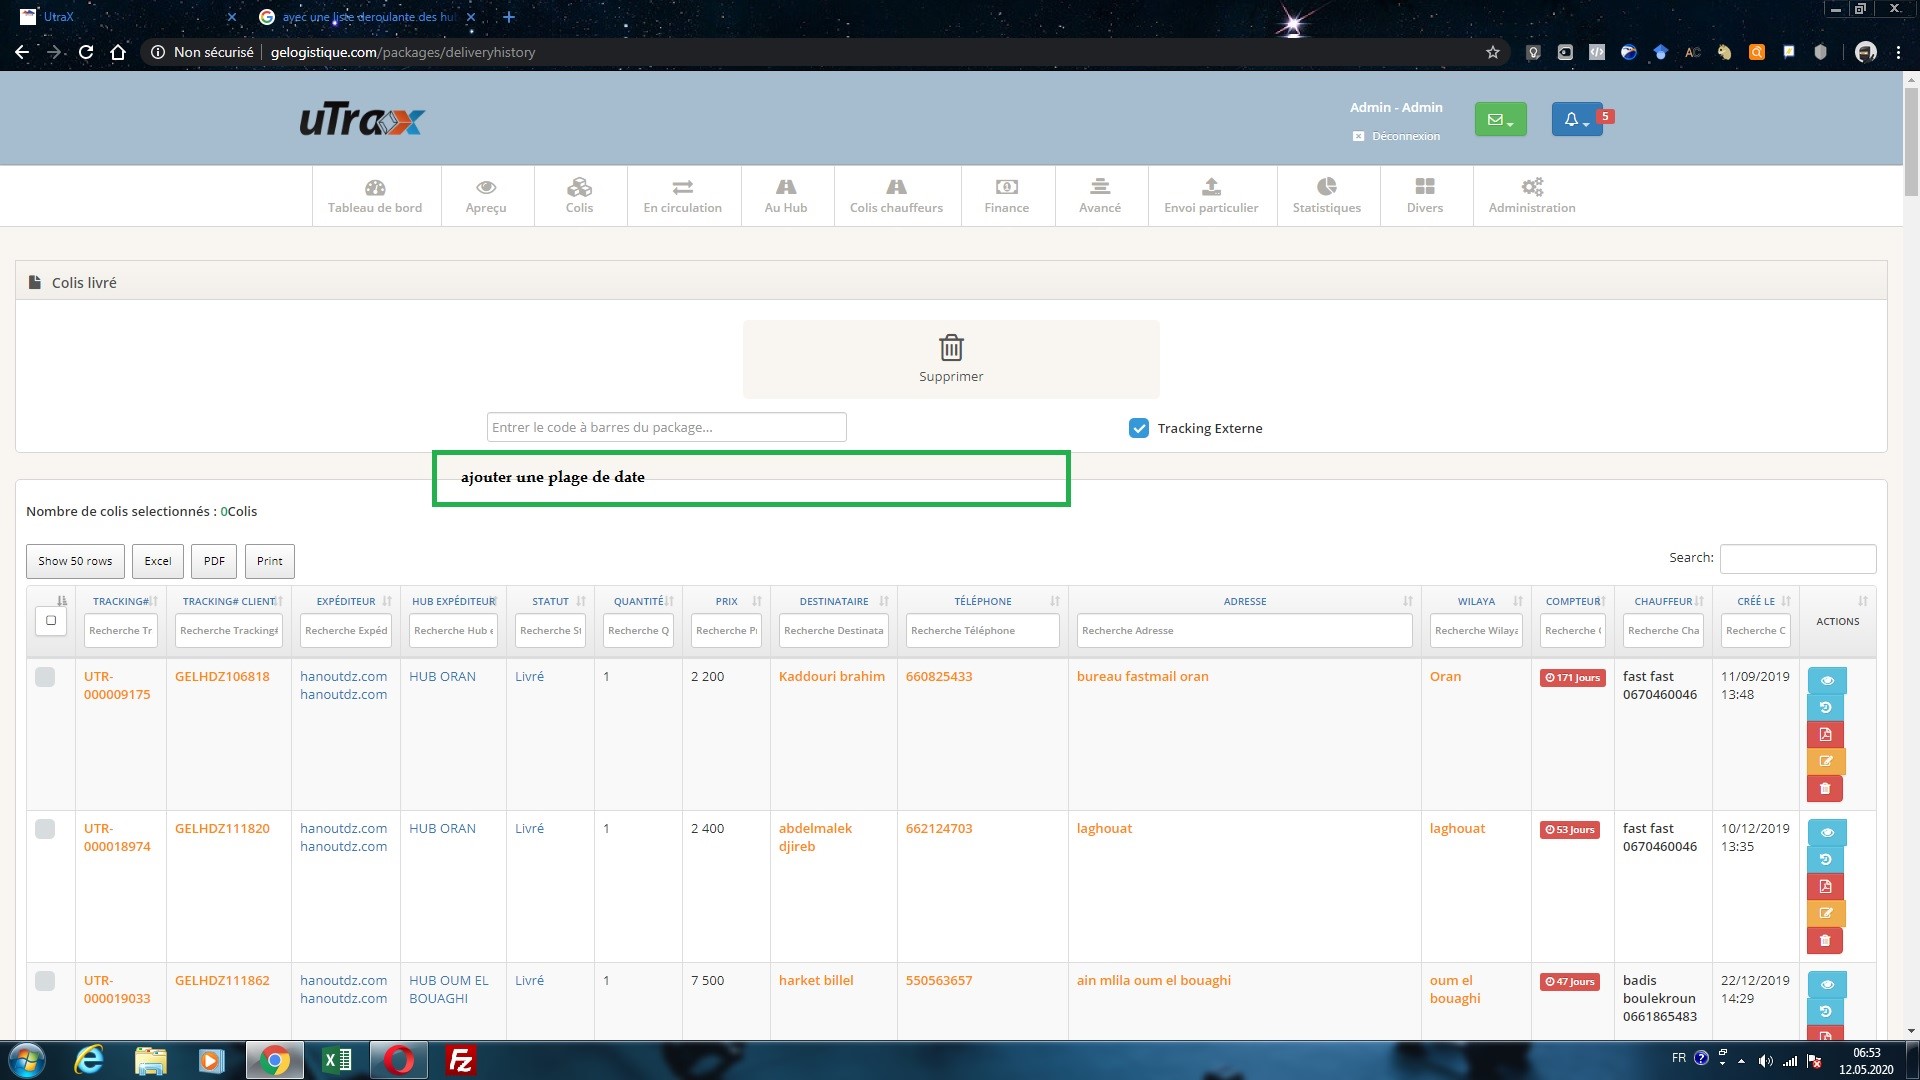 UtraX
avec une liste deroulante des hu
Non sécurisé
gelogistique.com/packages/deliveryhistory
uTrax
Admin - Admin
Déconnexion
5
Tableau de bord
Apreçu
Colis
En circulation
Au Hub
Colis chauffeurs
Finance
Avancé
Envoi particulier
Statistiques
Divers
Administration
Colis livré
Supprimer
Entrer le code à barres du package...
Tracking Externe
ajouter une plage de date
Nombre de colis selectionnés : 0Colis
Show 50 rows
Excel
PDF
Print
Search:
TRACKING#
TRACKING# CLIENT
EXPÉDITEUR
HUB EXPÉDITEUR
STATUT
QUANTITÉ
PRIX
DESTINATAIRE
TÉLÉPHONE
ADRESSE
WILAYA
COMPTEUR
CHAUFFEUR
CRÉÉ LE
ACTIONS
Recherche Tr
Recherche Tracking#
Recherche Expéd
Recherche Hub e
Recherche St
Recherche Q
Recherche Pr
Recherche Destinata
Recherche Téléphone
Recherche Adresse
Recherche Wilaya
Recherche C
Recherche Cha
Recherche C
UTR-
000009175
GELHDZ106818
hanoutdz.com
hanoutdz.com
HUB ORAN
Livré
1
2 200
Kaddouri brahim
660825433
bureau fastmail oran
Oran
171 Jours
fast fast
0670460046
11/09/2019
13:48
UTR-
000018974
GELHDZ111820
hanoutdz.com
hanoutdz.com
HUB ORAN
Livré
1
2 400
abdelmalek
djireb
662124703
laghouat
laghouat
53 Jours
fast fast
0670460046
10/12/2019
13:35
UTR-
000019033
GELHDZ111862
hanoutdz.com
hanoutdz.com
HUB OUM EL
BOUAGHI
Livré
1
7 500
harket billel
550563657
ain mlila oum el bouaghi
oum el
bouaghi
47 Jours
badis
boulekroun
0661865483
22/12/2019
14:29
FR
06:53
12.05.2020